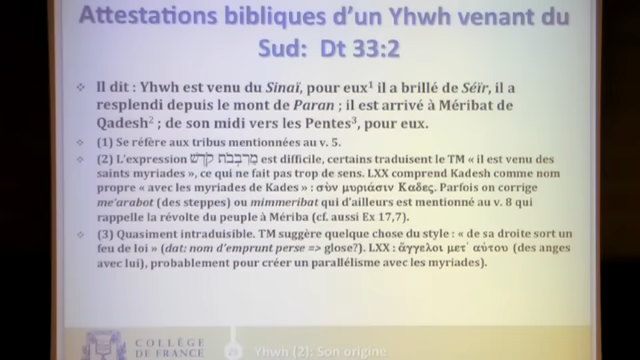 Attestations bibliques d'un Yhwh venant du
Sud: Dt 33:2
Il dit : Yhwh est venu du Sinaï, pour eux¹ il a brillé de Séïr, il a
resplendi depuis le mont de Paran ; il est arrivé à Méribat de
Qadesh² ; de son midi vers les Pentes³, pour eux.
(1) Se réfère aux tribus mentionnées au v. 5.
(2) L'expression מֵרִבְבֹת קֹדֶשׁ est difficile, certains traduisent le TM « il est venu des
saints myriades », ce qui ne fait pas trop de sens. LXX comprend Kadesh comme nom
propre « avec les myriades de Kades » : σὺν μυριάσιν Καδες. Parfois on corrige
me'arabot (des steppes) ou mimmeribat qui d'ailleurs est mentionné au v. 8 qui
rappelle la révolte du peuple à Mériba (cf. aussi Ex 17,7).
(3) Quasiment intraduisible. TM suggère quelque chose du style : « de sa droite sort un
feu de loi » (dat: nom d'emprunt perse => glose?). LXX : ἄγγελοι μετ᾽ αὐτοῦ (des anges
avec lui), probablement pour créer un parallélisme avec les myriades).
COLLÈGE
DE FRANCE
Yhwh (2): Son origine